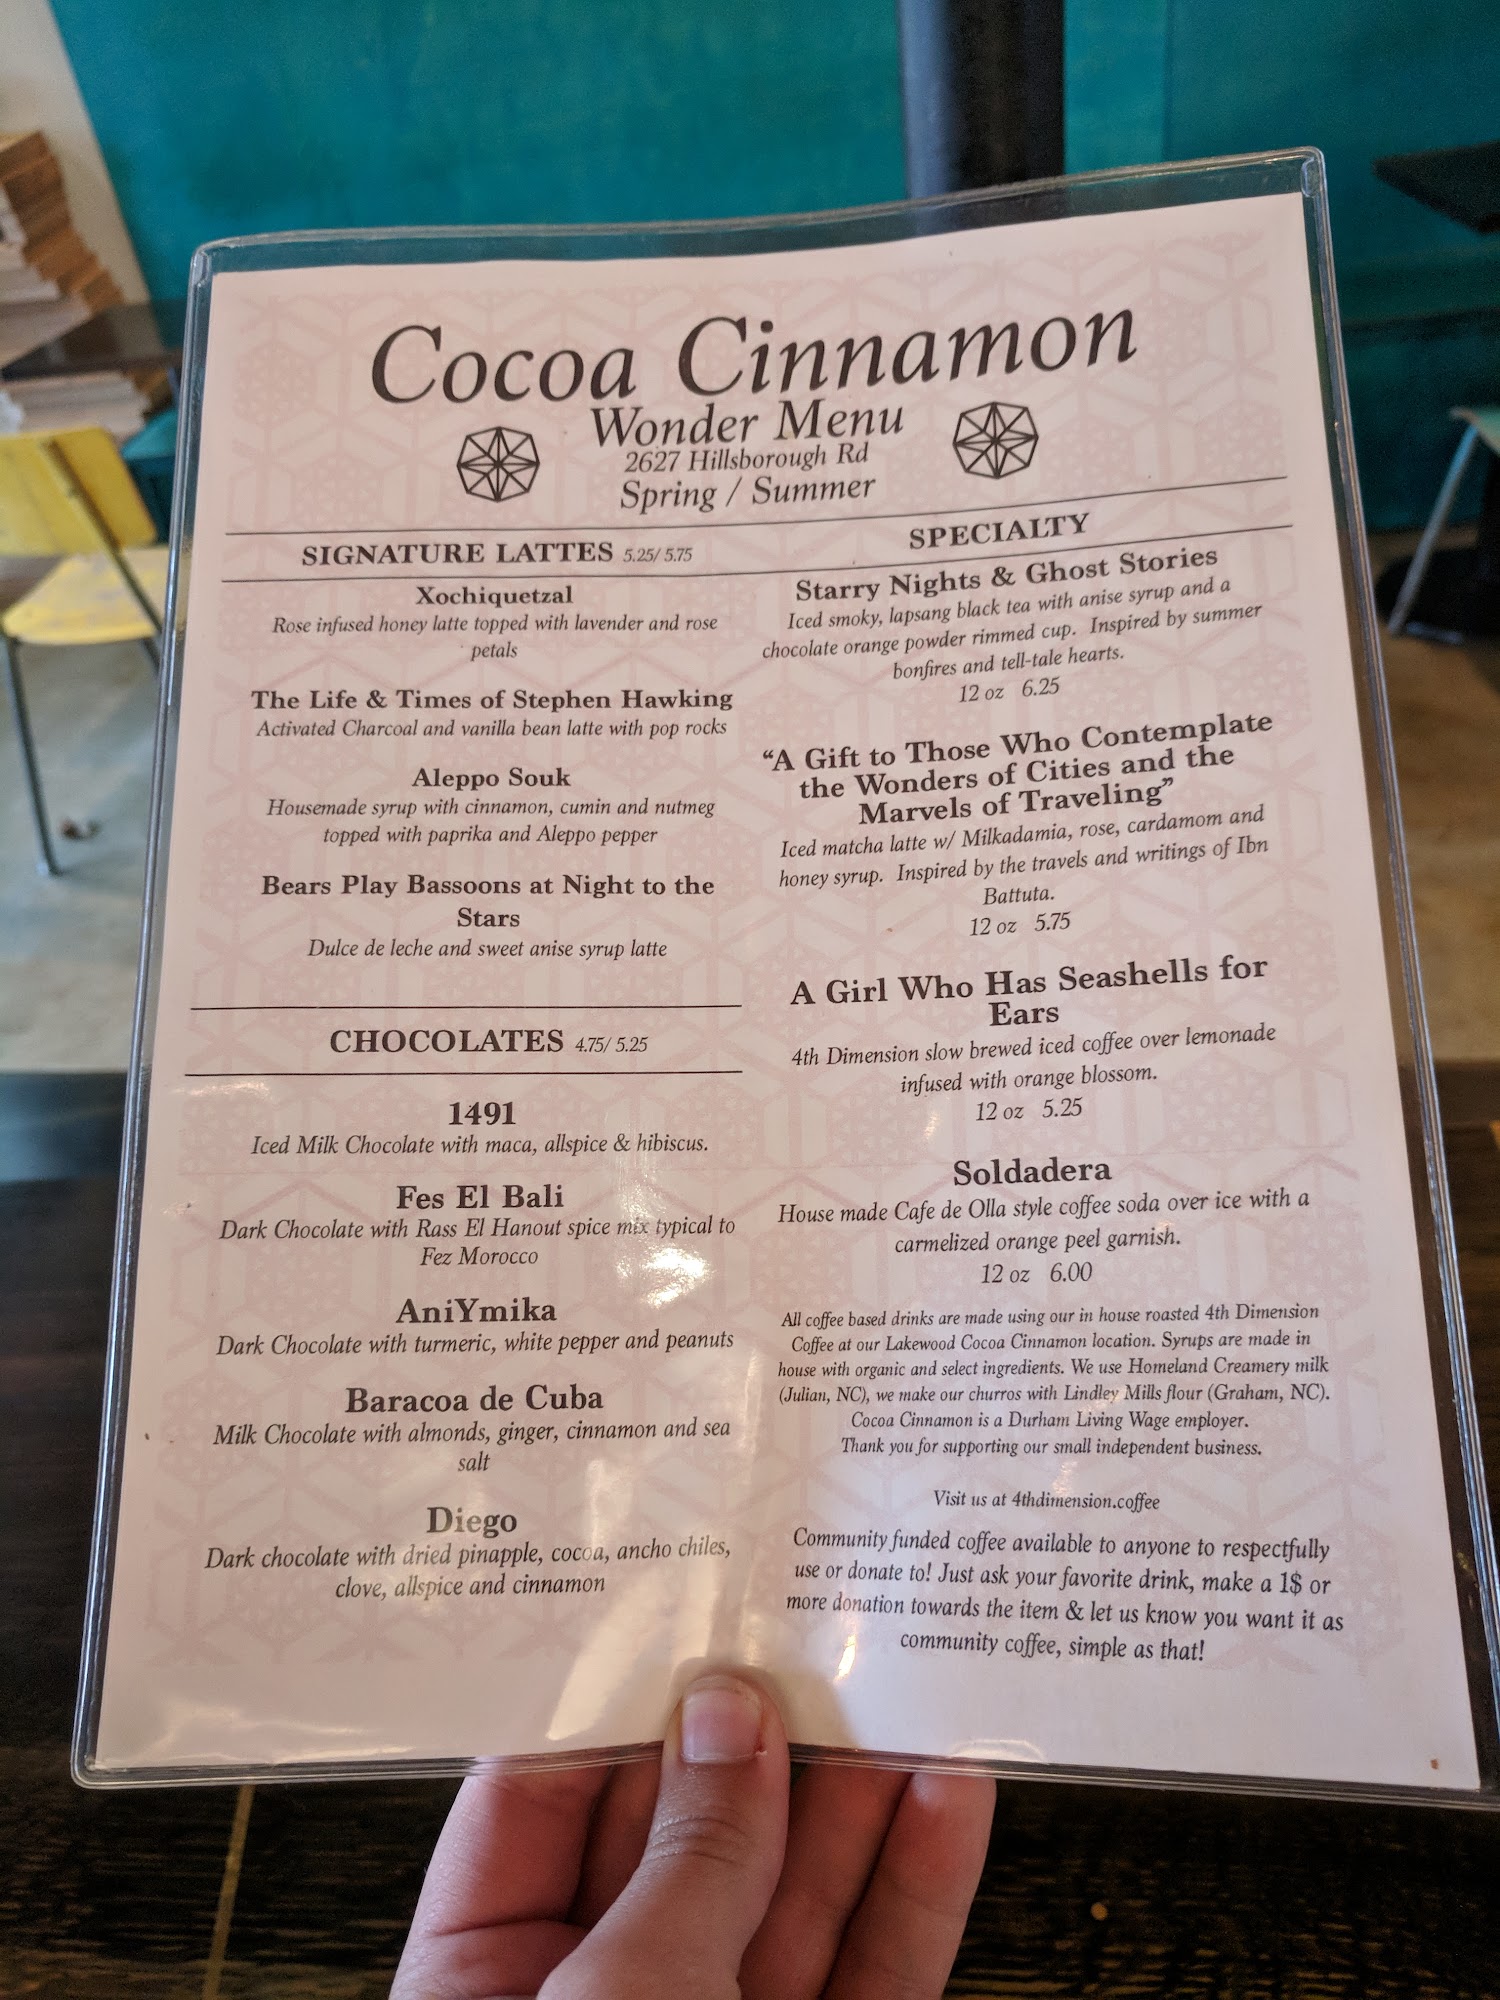 Cocoa Cinnamon
Wonder Menu
2627 Hillsborough Rd
Spring / Summer
SIGNATURE LATTES 5.25/ 5.75
Xochiquetzal
Rose infused honey latte topped with lavender and rose
petals
The Life & Times of Stephen Hawking
Activated Charcoal and vanilla bean latte with pop rocks
Aleppo Souk
Housemade syrup with cinnamon, cumin and nutmeg
topped with paprika and Aleppo pepper
Bears Play Bassoons at Night to the
Stars
Dulce de leche and sweet anise syrup latte
CHOCOLATES 4.75/ 5.25
1491
Iced Milk Chocolate with maca, allspice & hibiscus.
Fes El Bali
Dark Chocolate with Rass El Hanout spice mix typical to
Fez Morocco
AniYmika
Dark Chocolate with turmeric, white pepper and peanuts
Baracoa de Cuba
Milk Chocolate with almonds, ginger, cinnamon and sea
salt
Diego
Dark chocolate with dried pinapple, cocoa, ancho chiles,
clove, allspice and cinnamon
SPECIALTY
Starry Nights & Ghost Stories
Iced smoky, lapsang black tea with anise syrup and a
chocolate orange powder rimmed cup. Inspired by summer
bonfires and tell-tale hearts.
12 oz 6.25
“A Gift to Those Who Contemplate
the Wonders of Cities and the
Marvels of Traveling”
Iced matcha latte w/ Milkadamia, rose, cardamom and
honey syrup. Inspired by the travels and writings of Ibn
Battuta.
12 oz 5.75
A Girl Who Has Seashells for
Ears
4th Dimension slow brewed iced coffee over lemonade
infused with orange blossom.
12 oz 5.25
Soldadera
House made Cafe de Olla style coffee soda over ice with a
carmelized orange peel garnish.
12 oz 6.00
All coffee based drinks are made using our in house roasted 4th Dimension
Coffee at our Lakewood Cocoa Cinnamon location. Syrups are made in
house with organic and select ingredients. We use Homeland Creamery milk
(Julian, NC), we make our churros with Lindley Mills flour (Graham, NC).
Cocoa Cinnamon is a Durham Living Wage employer.
Thank you for supporting our small independent business.
Visit us at 4thdimension.coffee
Community funded coffee available to anyone to respectfully
use or donate to! Just ask your favorite drink, make a 1$ or
more donation towards the item & let us know you want it as
community coffee, simple as that!